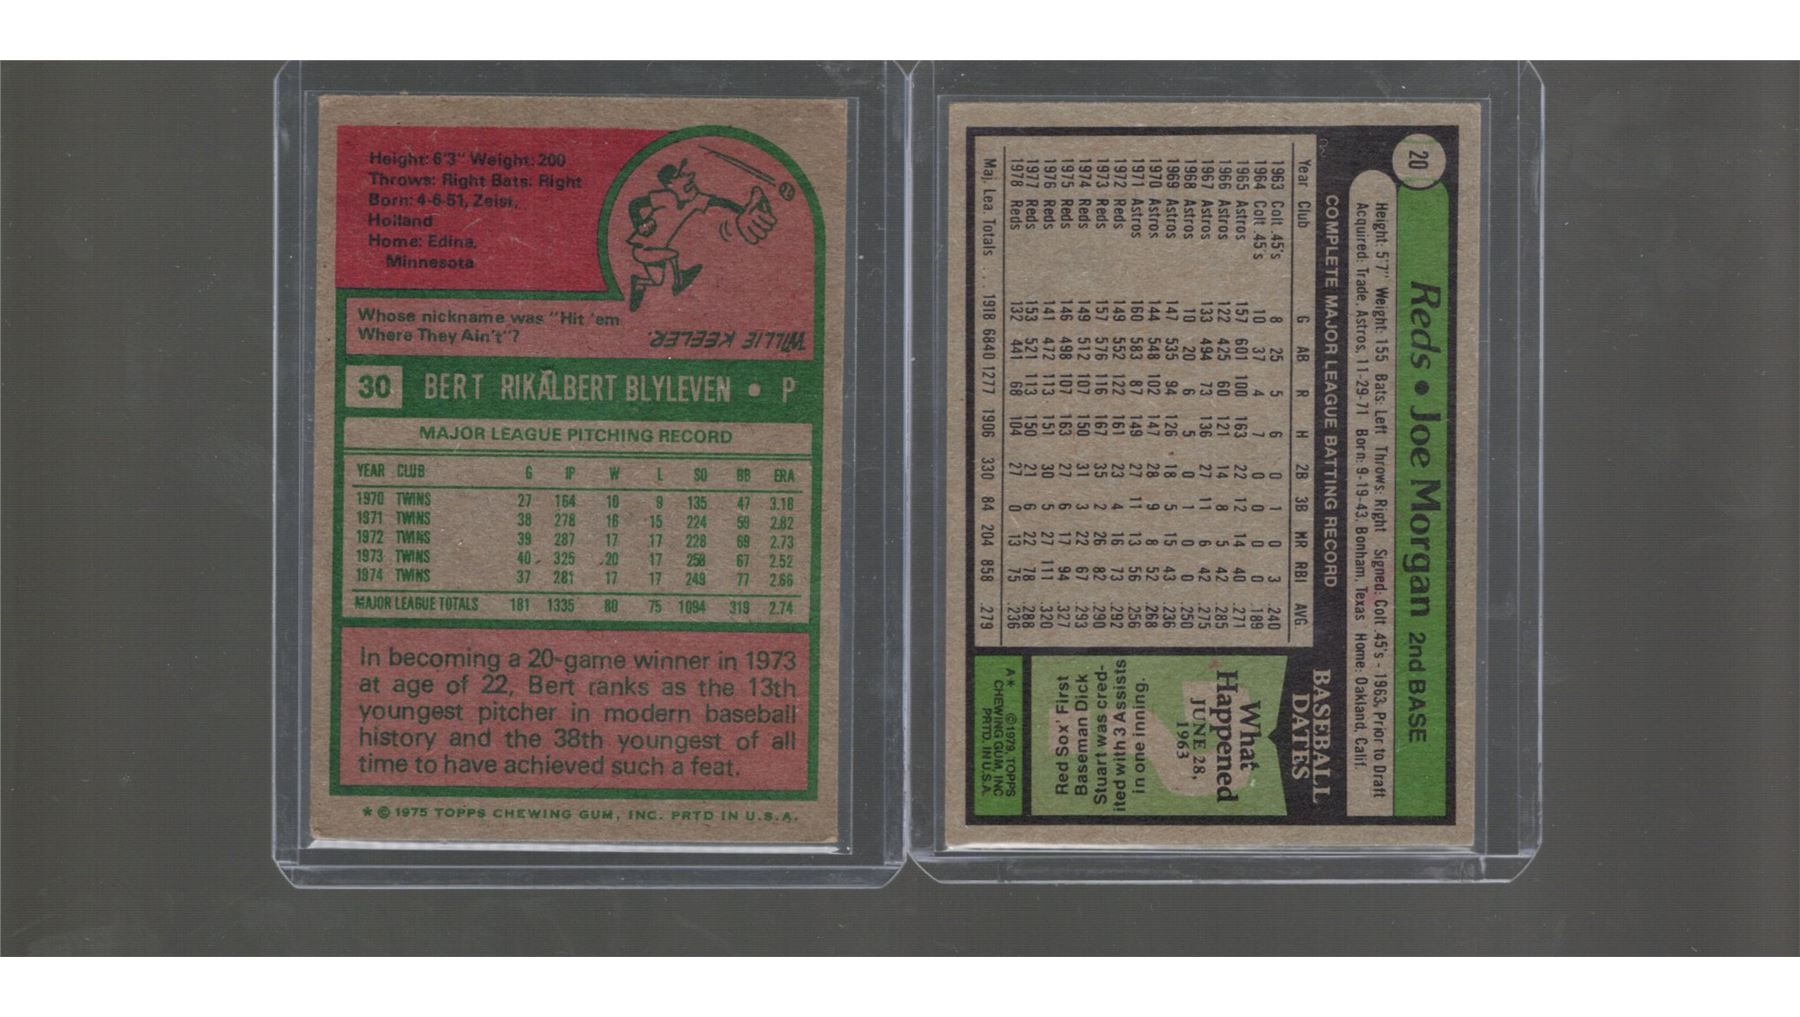 Height: 6'3" Weight: 200
Throws: Right Bats: Right
Born: 4-6-51, Zeist,
Holland
Home: Edina,
Minnesota
Whose nickname was "Hit 'em
Where They Ain't"?
WILLIE KEELER.
30 BERT RIKALBERT BLYLEVEN • P
MAJOR LEAGUE PITCHING RECORD
YEAR CLUB G IP W L SO BB ERA
1970 TWINS 27 164 10 9 135 47 3.18
1971 TWINS 38 278 16 15 224 59 2.82
1972 TWINS 39 287 17 17 228 69 2.73
1973 TWINS 40 325 20 17 258 67 2.52
1974 TWINS 37 281 17 17 249 77 2.66
MAJOR LEAGUE TOTALS 181 1335 80 75 1094 319 2.74
In becoming a 20-game winner in 1973
at age of 22, Bert ranks as the 13th
youngest pitcher in modern baseball
history and the 38th youngest of all
time to have achieved such a feat.
* © 1975 TOPPS CHEWING GUM, INC. PRTD IN U.S.A.
20 Reds • Joe Morgan 2nd BASE
Height: 5'7" Weight: 155 Bats: Left Throws: Right Signed: Colt .45's - 1963, Prior to Draft
Acquired: Trade, Astros, 11-29-71 Born: 9-19-43, Bonham, Texas Home: Oakland, Calif.
COMPLETE MAJOR LEAGUE BATTING RECORD
Year Club G AB R H 2B 3B HR RBI AVG
1963 Colt .45's 8 25 5 6 0 1 0 3 .240
1964 Colt .45's 10 37 4 7 0 0 0 0 .189
1965 Astros 157 601 100 163 22 12 14 40 .271
1966 Astros 122 425 60 121 14 8 5 42 .285
1967 Astros 133 494 73 136 27 11 6 42 .275
1968 Astros 10 20 6 5 0 1 0 0 .250
1969 Astros 147 535 94 126 18 5 15 43 .236
1970 Astros 144 548 102 147 28 9 8 52 .268
1971 Astros 160 583 87 149 27 11 13 56 .256
1972 Reds 149 552 122 161 23 4 16 73 .292
1973 Reds 157 576 116 167 35 2 26 82 .290
1974 Reds 149 512 107 150 31 3 22 67 .293
1975 Reds 146 498 107 163 27 6 17 94 .327
1976 Reds 141 472 113 151 30 5 27 111 .320
1977 Reds 153 521 113 150 21 6 22 78 .288
1978 Reds 132 441 68 104 27 0 13 75 .236
Maj. Lea. Totals . . 1918 6840 1277 1906 330 84 204 858 .279
BASEBALL
DATES
What
Happened
JUNE 28,
1963
Red Sox' First
Baseman Dick
Stuart was cred-
ited with 3 Assists
in one inning.
A* © 1979, TOPPS
CHEWING GUM, INC
PRTD. IN U.S.A.